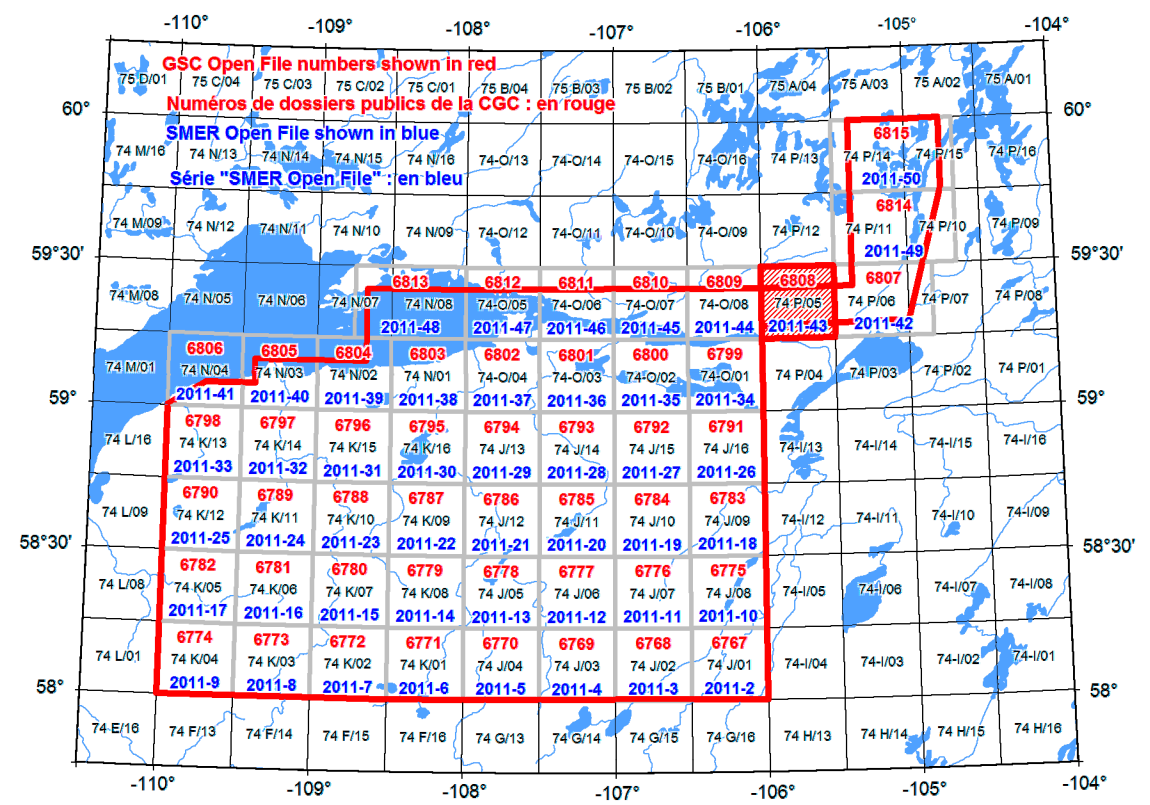 -110° -109° -108° -107° -106° -105° -104°
GSC Open File numbers shown in red
75 D/01 75 C/04 75 C/03 75 C/02 75 C/01 75 B/04 75 B/03 75 B/02 75 B/01 75 A/04 75 A/03 75 A/02 75 A/01
60° 60°
Numéros de dossiers publics de la CGC : en rouge
SMER Open File shown in blue
6815
74 M/16 74 N/13 74 N/14 74 N/15 74 N/16 74-O/13 74-O/14 74-O/15 74-O/16 74 P/13 74 P/14 74 P/15 74 P/16
Série "SMER Open File" : en bleu
2011-50
6814
74 M/09 74 N/12 74 N/11 74 N/10 74 N/09 74-O/12 74-O/11 74-O/10 74-O/09 74 P/12 74 P/11 74 P/10 74 P/09
2011-49
59°30' 59°30'
6813 6812 6811 6810 6809 6808 6807
74 M/08 74 N/05 74 N/06 74 N/07 74 N/08 74-O/05 74-O/06 74-O/07 74-O/08 74 P/05 74 P/06 74 P/07 74 P/08
2011-48 2011-47 2011-46 2011-45 2011-44 2011-43 2011-42
6806 6805 6804 6803 6802 6801 6800 6799
74 M/01 74 N/04 74 N/03 74 N/02 74 N/01 74-O/04 74-O/03 74-O/02 74-O/01 74 P/04 74 P/03 74 P/02 74 P/01
2011-41 2011-40 2011-39 2011-38 2011-37 2011-36 2011-35 2011-34
59° 59°
6798 6797 6796 6795 6794 6793 6792 6791
74 L/16 74 K/13 74 K/14 74 K/15 74 K/16 74 J/13 74 J/14 74 J/15 74 J/16 74-I/13 74-I/14 74-I/15 74-I/16
2011-33 2011-32 2011-31 2011-30 2011-29 2011-28 2011-27 2011-26
6790 6789 6788 6787 6786 6785 6784 6783
74 L/09 74 K/12 74 K/11 74 K/10 74 K/09 74 J/12 74 J/11 74 J/10 74 J/09 74-I/12 74-I/11 74-I/10 74-I/09
2011-25 2011-24 2011-23 2011-22 2011-21 2011-20 2011-19 2011-18
58°30' 58°30'
6782 6781 6780 6779 6778 6777 6776 6775
74 L/08 74 K/05 74 K/06 74 K/07 74 K/08 74 J/05 74 J/06 74 J/07 74 J/08 74-I/05 74-I/06 74-I/07 74-I/08
2011-17 2011-16 2011-15 2011-14 2011-13 2011-12 2011-11 2011-10
6774 6773 6772 6771 6770 6769 6768 6767
74 L/01 74 K/04 74 K/03 74 K/02 74 K/01 74 J/04 74 J/03 74 J/02 74 J/01 74-I/04 74-I/03 74-I/02 74-I/01
2011-9 2011-8 2011-7 2011-6 2011-5 2011-4 2011-3 2011-2
58° 58°
74 E/16 74 F/13 74 F/14 74 F/15 74 F/16 74 G/13 74 G/14 74 G/15 74 G/16 74 H/13 74 H/14 74 H/15 74 H/16
-110° -109° -108° -107° -106° -105° -104°